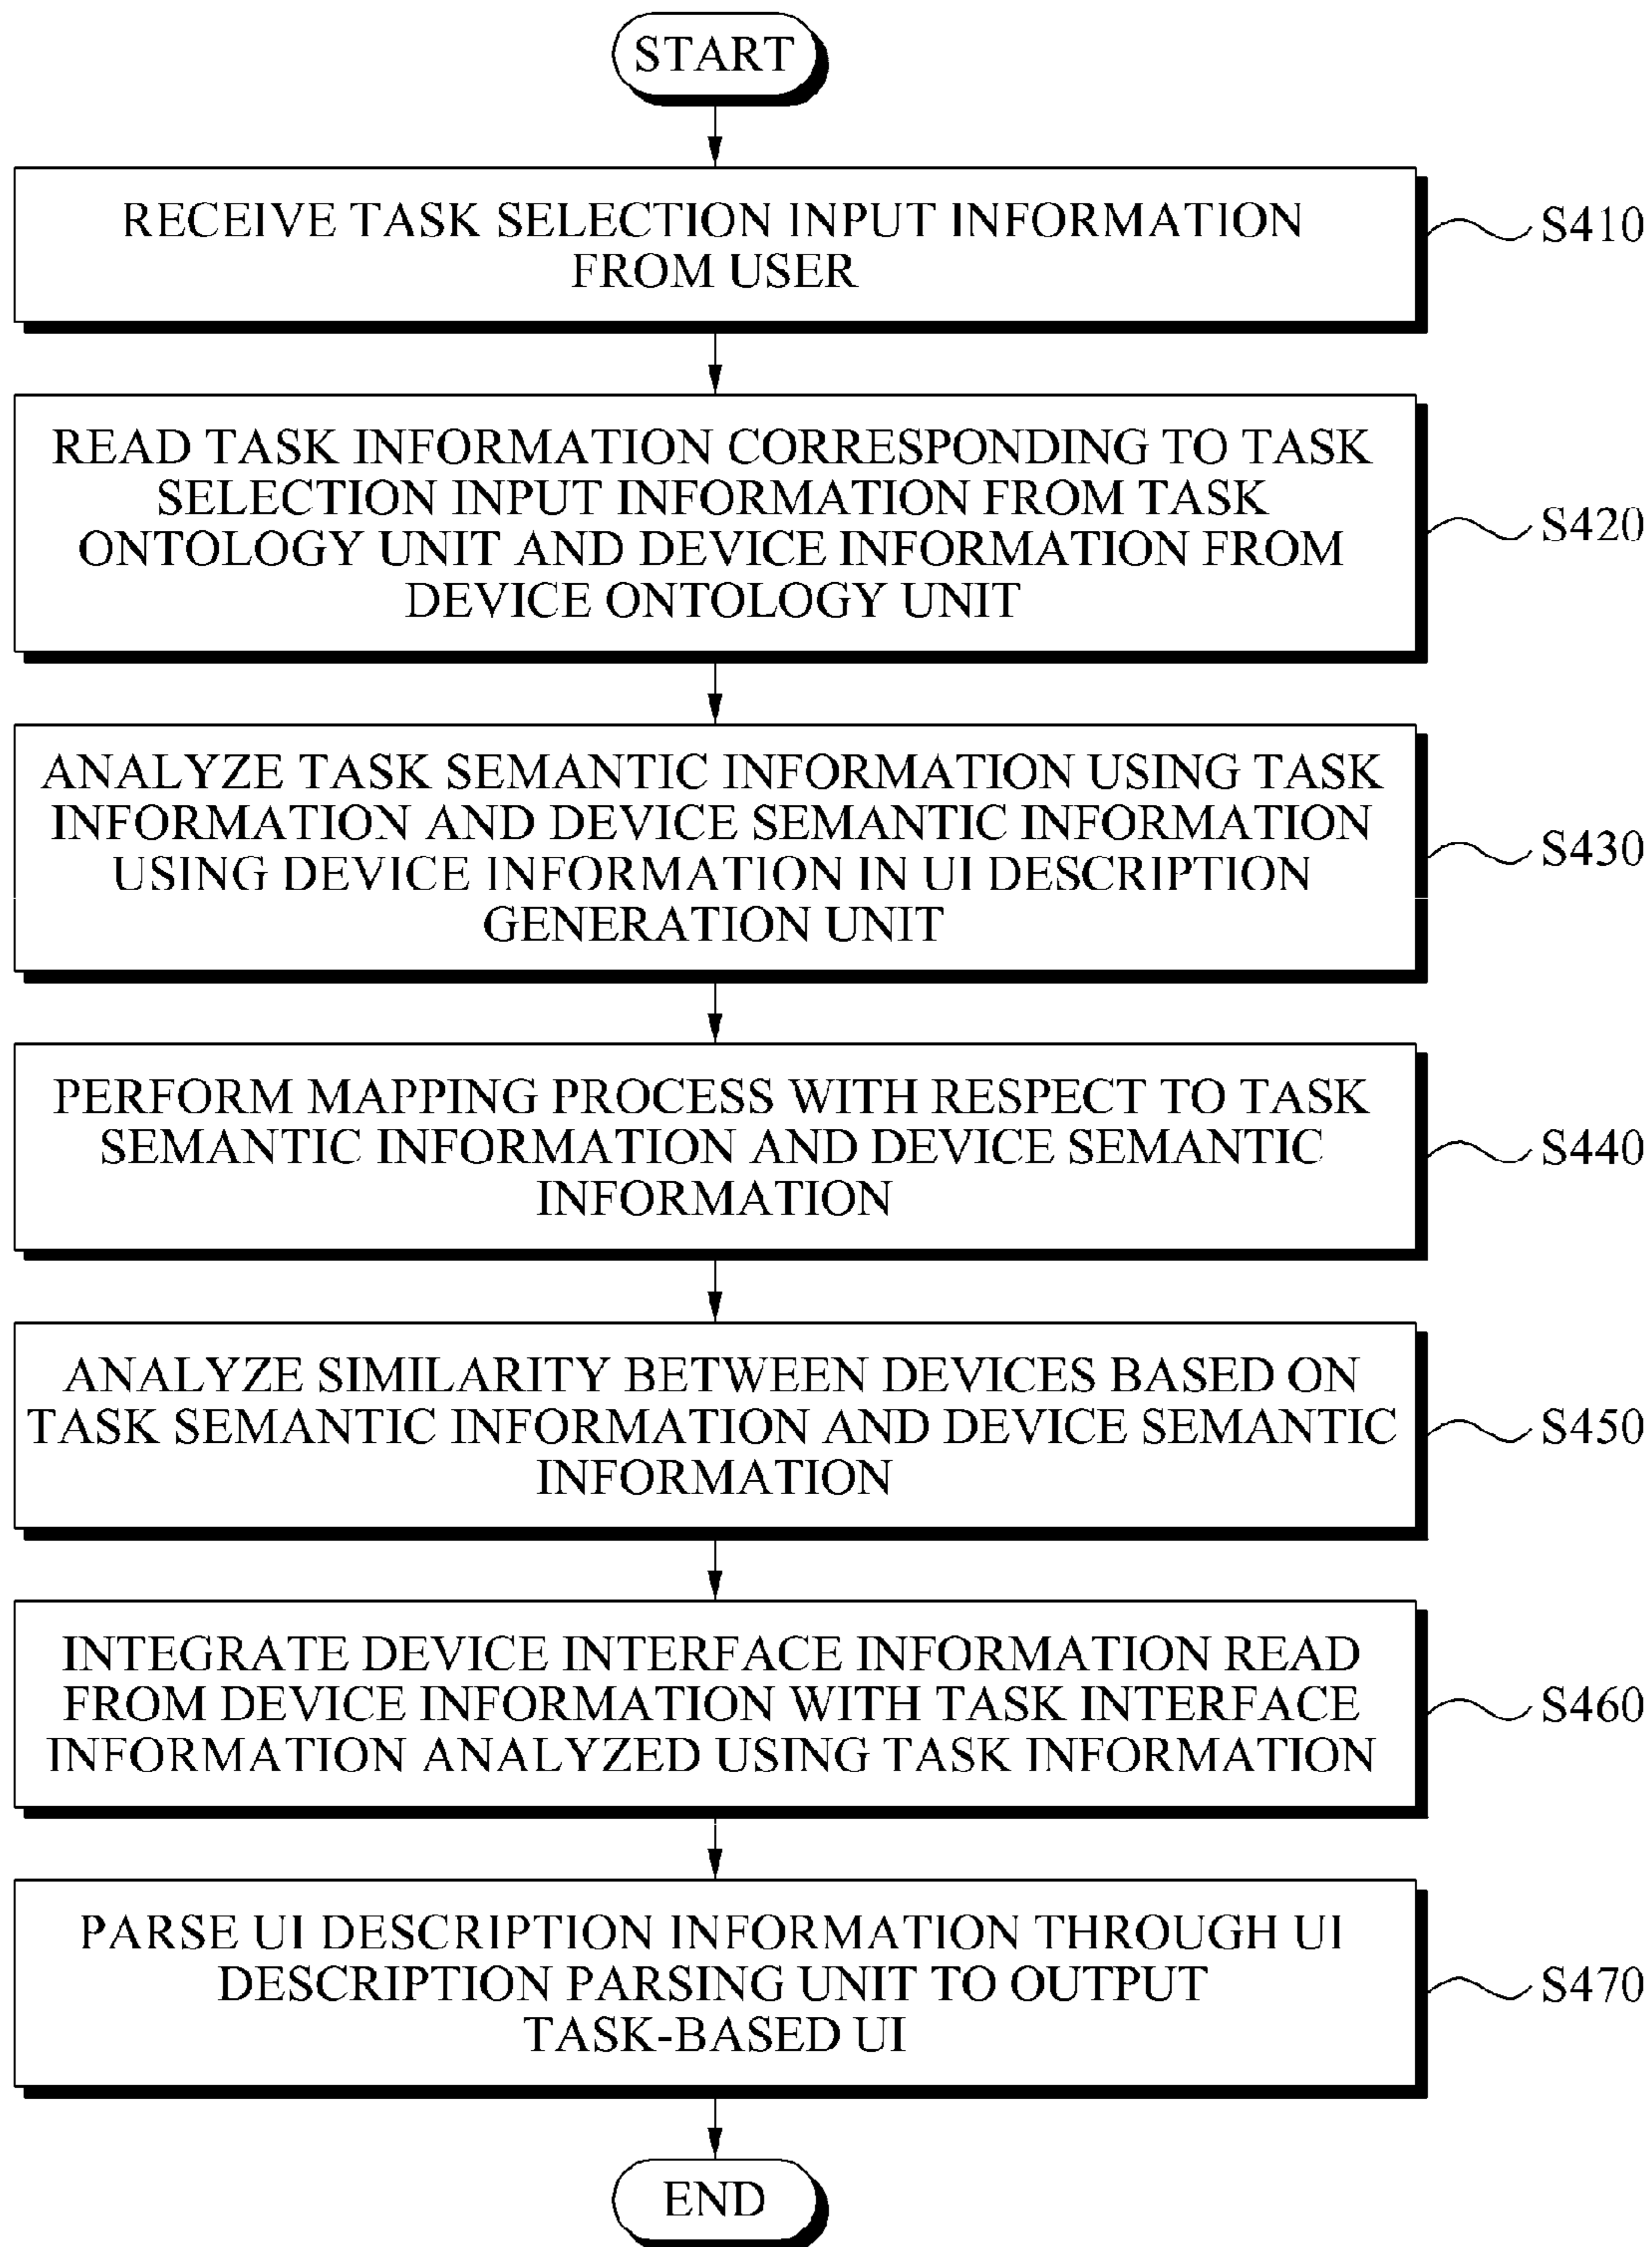 START
RECEIVE TASK SELECTION INPUT INFORMATION
FROM USER
S410
READ TASK INFORMATION CORRESPONDING TO TASK
SELECTION INPUT INFORMATION FROM TASK
ONTOLOGY UNIT AND DEVICE INFORMATION FROM
DEVICE ONTOLOGY UNIT
S420
ANALYZE TASK SEMANTIC INFORMATION USING TASK
INFORMATION AND DEVICE SEMANTIC INFORMATION
USING DEVICE INFORMATION IN UI DESCRIPTION
GENERATION UNIT
S430
PERFORM MAPPING PROCESS WITH RESPECT TO TASK
SEMANTIC INFORMATION AND DEVICE SEMANTIC
INFORMATION
S440
ANALYZE SIMILARITY BETWEEN DEVICES BASED ON
TASK SEMANTIC INFORMATION AND DEVICE SEMANTIC
INFORMATION
S450
INTEGRATE DEVICE INTERFACE INFORMATION READ
FROM DEVICE INFORMATION WITH TASK INTERFACE
INFORMATION ANALYZED USING TASK INFORMATION
S460
PARSE UI DESCRIPTION INFORMATION THROUGH UI
DESCRIPTION PARSING UNIT TO OUTPUT
TASK-BASED UI
S470
END